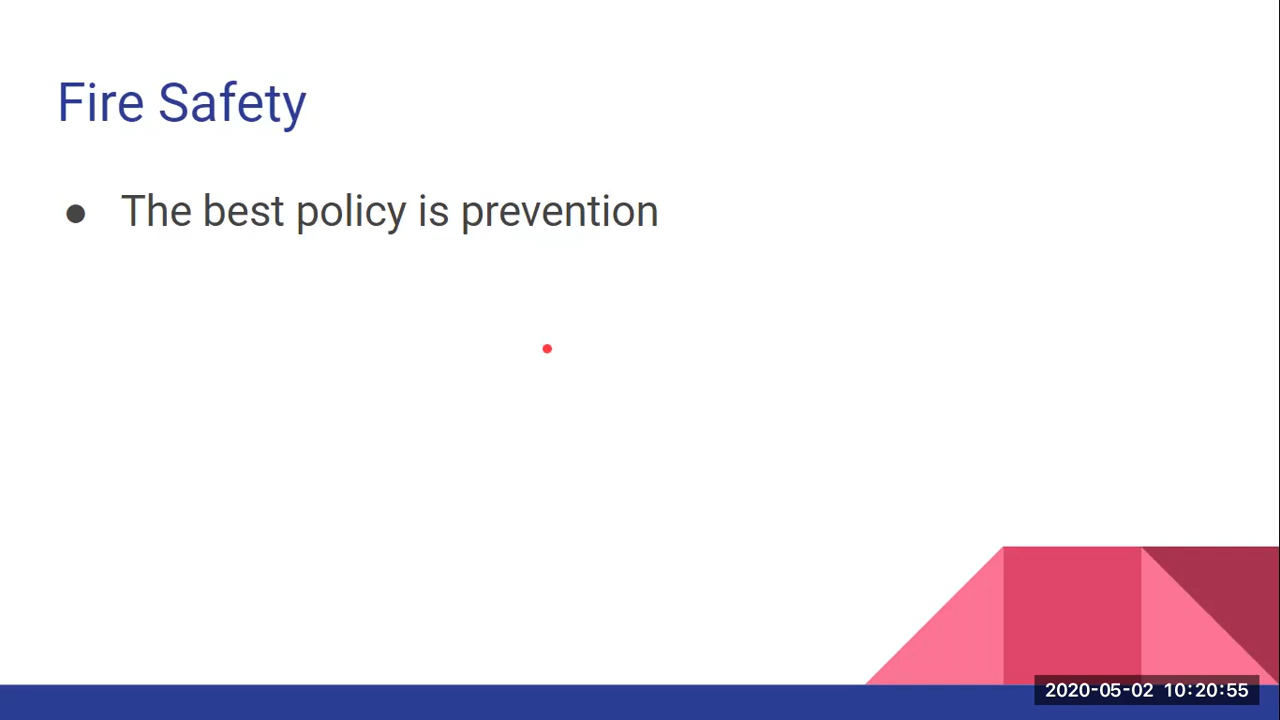 Fire Safety
● The best policy is prevention
2020-05-02 10:20:55